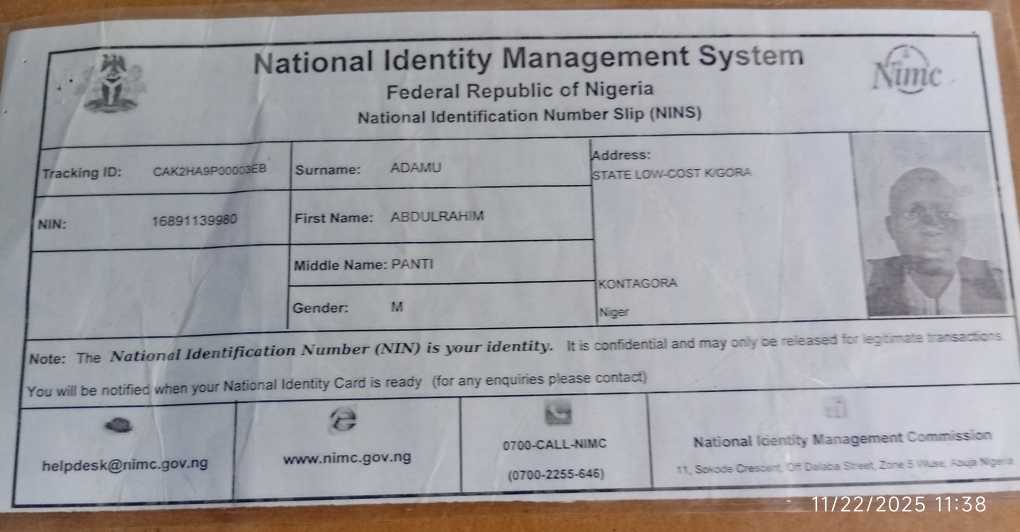 National Identity Management System
Federal Republic of Nigeria
National Identification Number Slip (NINS)
Nimc
Tracking ID: CAK2HA9P00003EB
Surname: ADAMU
Address:
STATE LOW-COST K/GORA
NIN: 16891139980
First Name: ABDULRAHIM
Middle Name: PANTI
KONTAGORA
Gender: M
Niger
Note: The National Identification Number (NIN) is your identity. It is confidential and may only be released for legitimate transactions.
You will be notified when your National Identity Card is ready (for any enquiries please contact)
helpdesk@nimc.gov.ng
www.nimc.gov.ng
0700-CALL-NIMC
(0700-2255-646)
National Identity Management Commission
11, Sokode Crescent, Off Dalaba Street, Zone 5 Wuse, Abuja Nigeria
11/22/2025 11:38